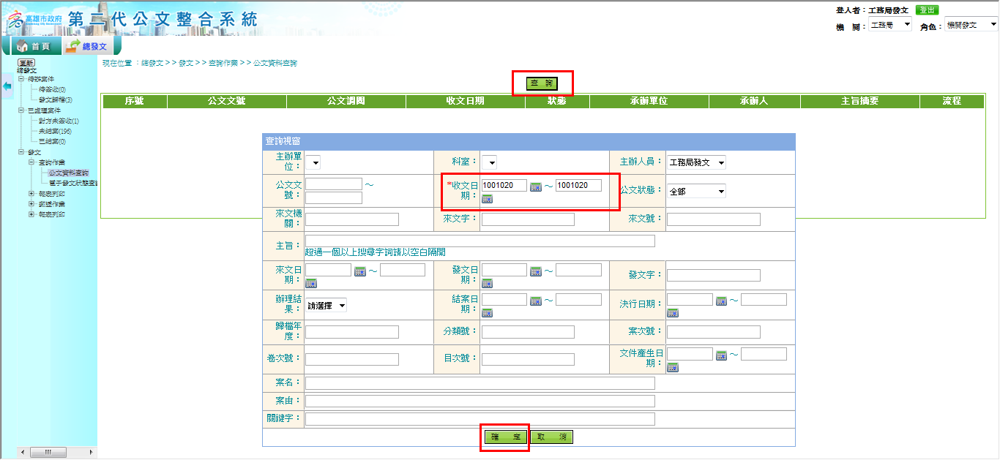 高雄市政府 第二代公文整合系統
登入者：工務局發文 登出
機 關： 工務局 角色： 機關發文
首頁 總發文
更新
總發文
待辦案件
待簽收(0)
發文歸檔(3)
已處理案件
對方未簽收(1)
未結案(196)
已結案(0)
發文
查詢作業
公文資料查詢
電子發文狀態查詢
報表列印
郵遞作業
報表列印
現在位置 ：總發文>>發文>>查詢作業>>公文資料查詢
查 詢
序號 公文文號 公文調閱 收文日期 狀態 承辦單位 承辦人 主旨摘要 流程
查詢視窗
主辦單位： 科室： 主辦人員： 工務局發文
公文文號： ～ *收文日期： 1001020 ～ 1001020 公文狀態： 全部
來文機關： 來文字： 來文號：
主旨：
超過一個以上搜尋字詞請以空白隔開
來文日期： ～ 發文日期： ～ 發文字：
辦理結果： 請選擇 結案日期： ～ 決行日期： ～
歸檔年度： 分類號： 案次號：
卷次號： 目次號： 文件產生日期： ～
案名：
案由：
關鍵字：
確 定 取 消